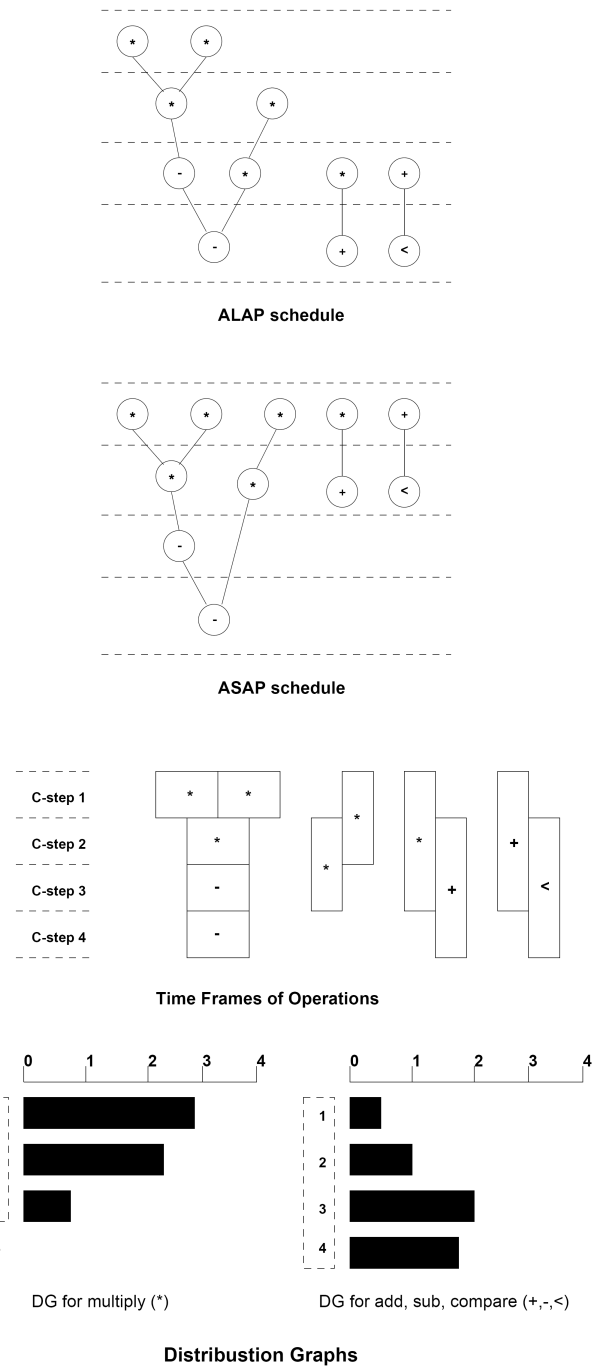 * *
* *
- * * +
- + <
ALAP schedule
* * * * +
* * + <
-
-
ASAP schedule
C-step 1 * *
*
C-step 2 * * +
*
C-step 3 - + <
C-step 4 -
Time Frames of Operations
0 1 2 3 4 0 1 2 3 4
1
2
3
4
DG for multiply (*) DG for add, sub, compare (+,-,<)
Distribustion Graphs